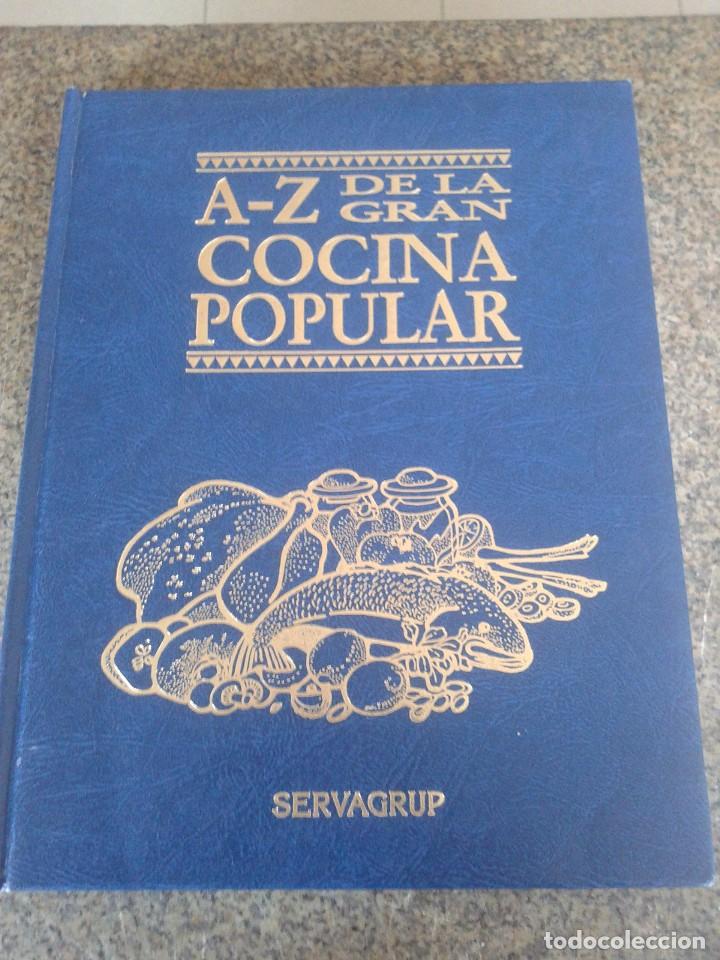 A-Z DE LA GRAN
COCINA
POPULAR
SERVAGRUP
todocoleccion